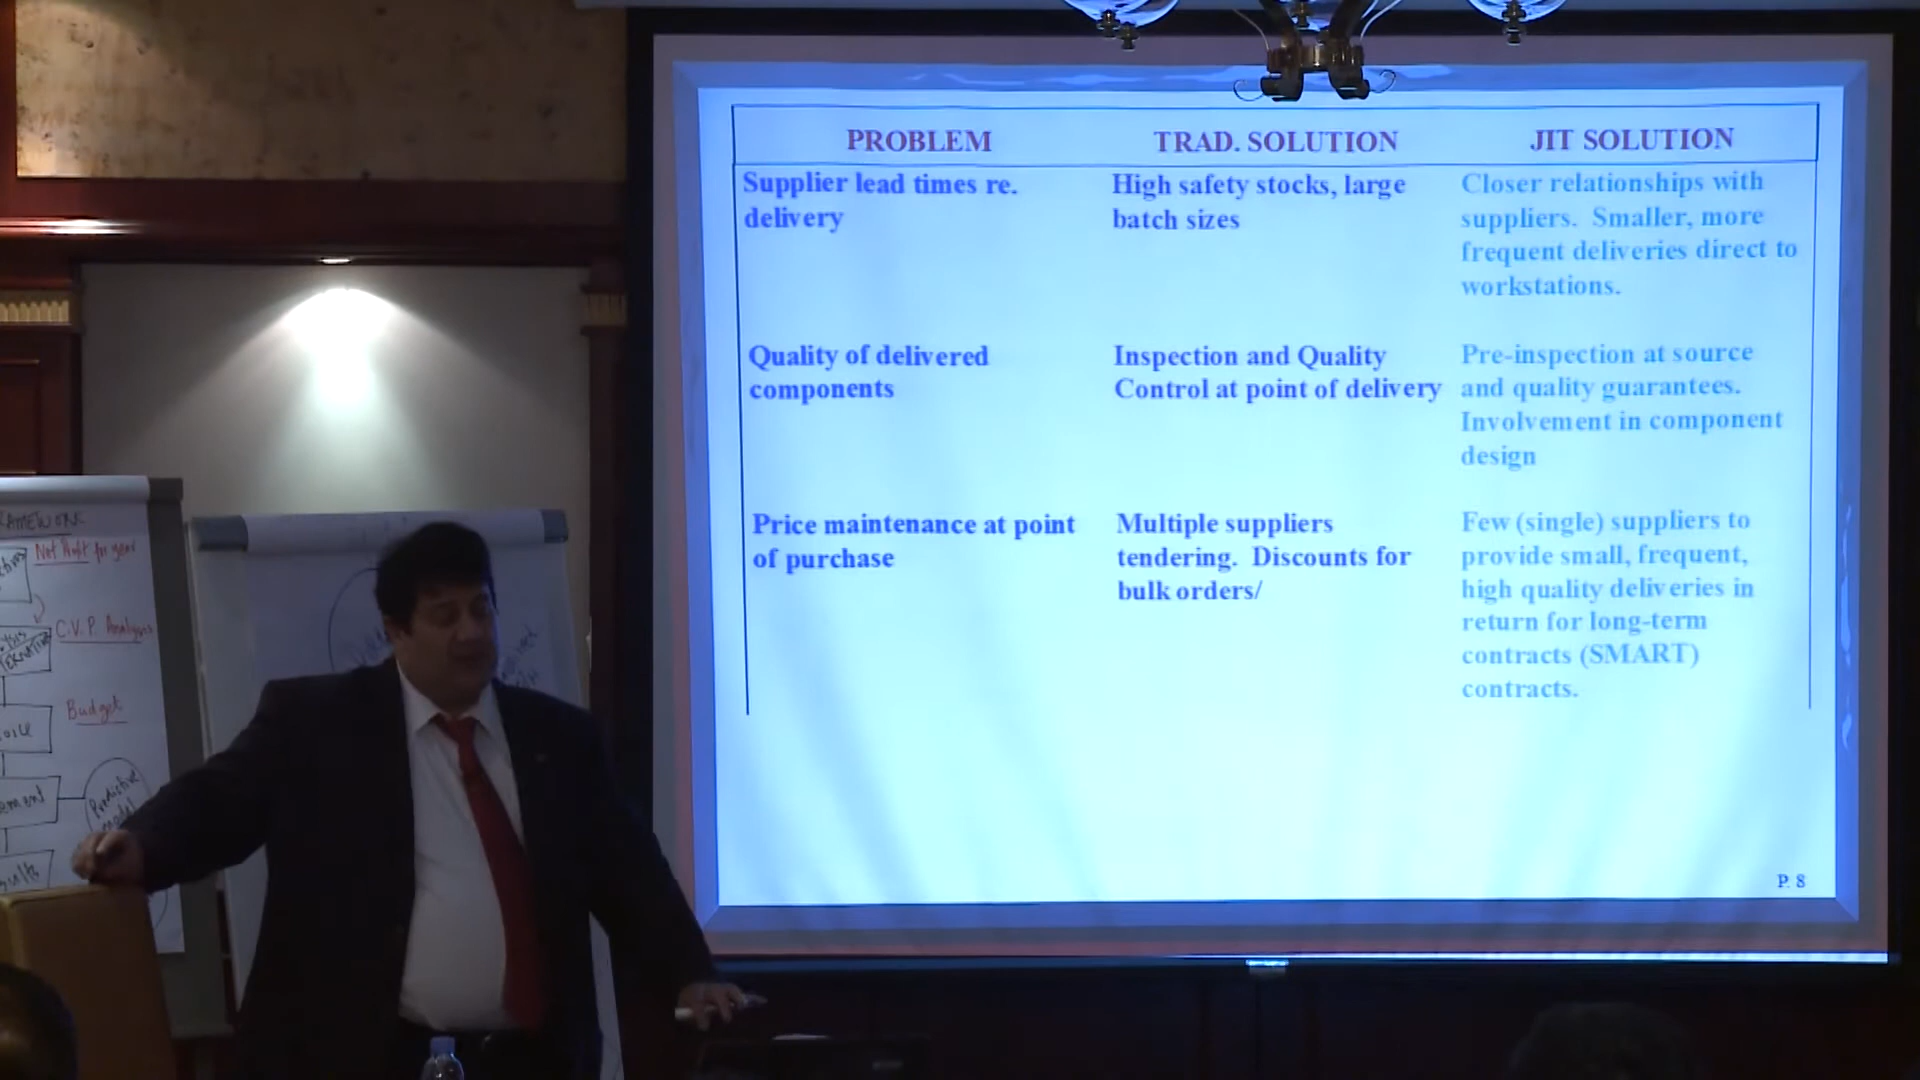 PROBLEM
TRAD. SOLUTION
JIT SOLUTION
Supplier lead times re.
delivery
High safety stocks, large
batch sizes
Closer relationships with
suppliers. Smaller, more
frequent deliveries direct to
workstations.
Quality of delivered
components
Inspection and Quality
Control at point of delivery
Pre-inspection at source
and quality guarantees.
Involvement in component
design
Price maintenance at point
of purchase
Multiple suppliers
tendering. Discounts for
bulk orders/
Few (single) suppliers to
provide small, frequent,
high quality deliveries in
return for long-term
contracts (SMART)
contracts.
P. 8
Net Profit for year
C.V.P. Analysis
Budget
Predictive
model